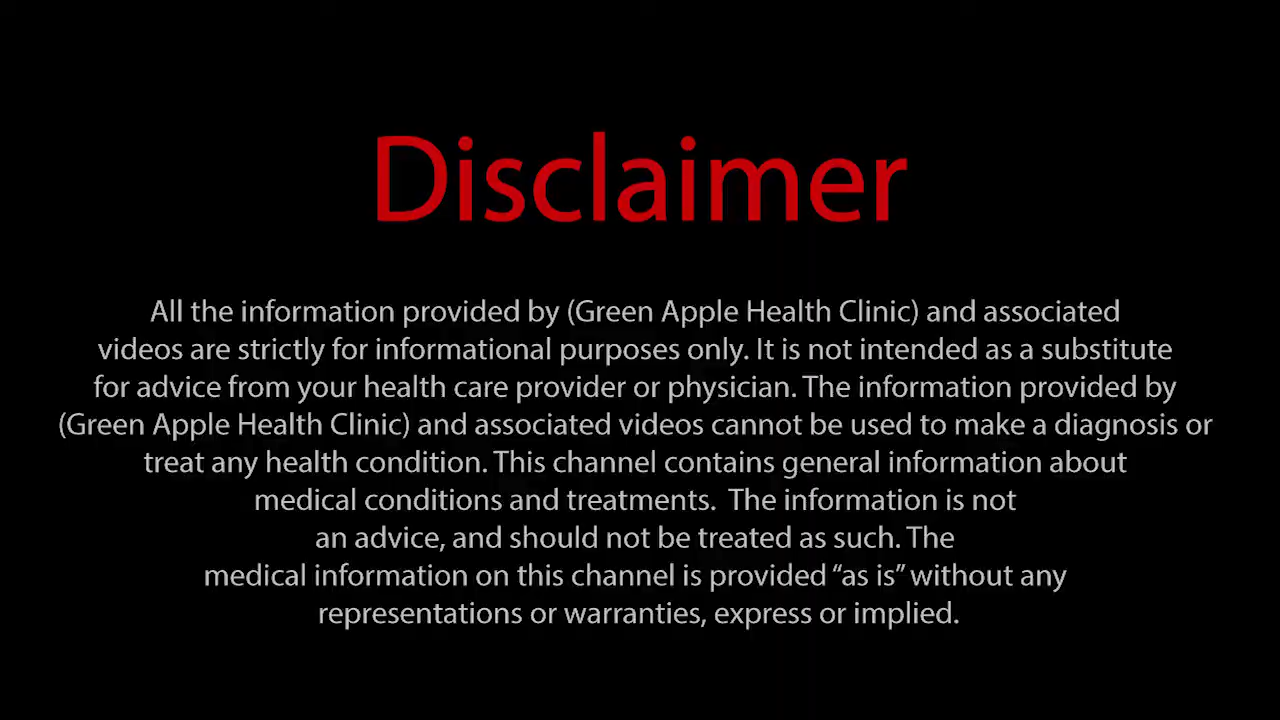 Disclaimer
All the information provided by (Green Apple Health Clinic) and associated
videos are strictly for informational purposes only. It is not intended as a substitute
for advice from your health care provider or physician. The information provided by
(Green Apple Health Clinic) and associated videos cannot be used to make a diagnosis or
treat any health condition. This channel contains general information about
medical conditions and treatments.  The information is not
an advice, and should not be treated as such. The
medical information on this channel is provided “as is” without any
representations or warranties, express or implied.